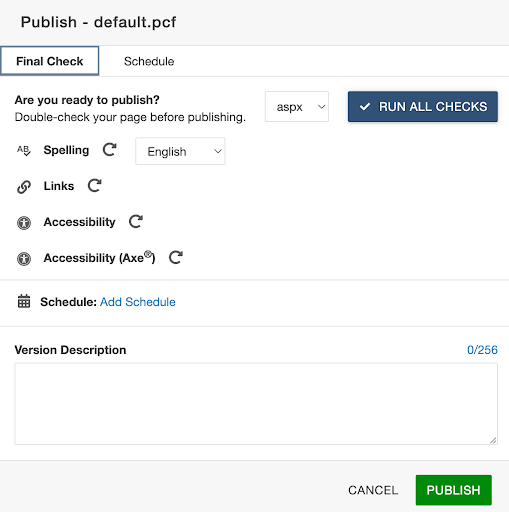 Publish - default.pcf
Final Check Schedule
Are you ready to publish?
Double-check your page before publishing.
aspx
RUN ALL CHECKS
AB
Spelling
English
Links
Accessibility
Accessibility (Axe®)
Schedule: Add Schedule
Version Description 0/256
CANCEL PUBLISH